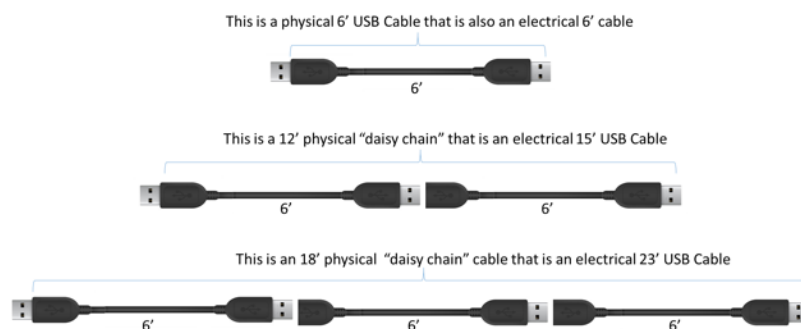 This is a physical 6’ USB Cable that is also an electrical 6’ cable
6’
This is a 12’ physical “daisy chain” that is an electrical 15’ USB Cable
6’ 6’
This is an 18’ physical “daisy chain” cable that is an electrical 23’ USB Cable
6’ 6’ 6’